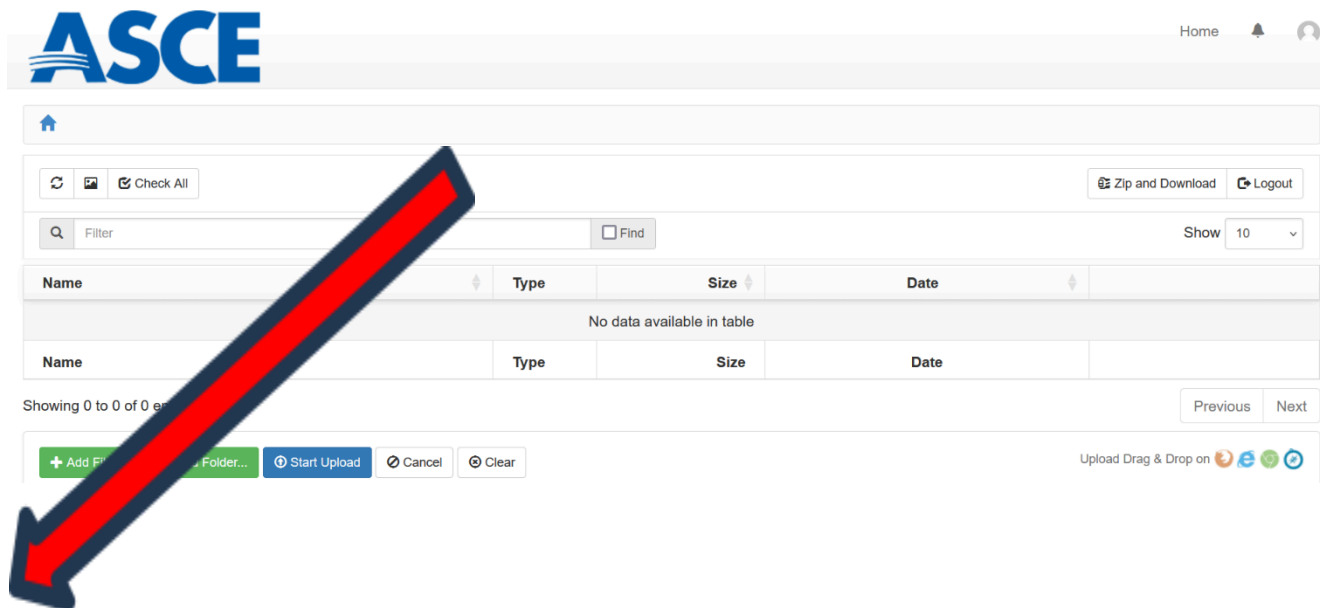 ASCE
Home
Check All
Zip and Download
Logout
Filter
Find
Show 10
Name Type Size Date
No data available in table
Name Type Size Date
Showing 0 to 0 of 0
Previous Next
Add Folder... Start Upload Cancel Clear
Upload Drag & Drop on